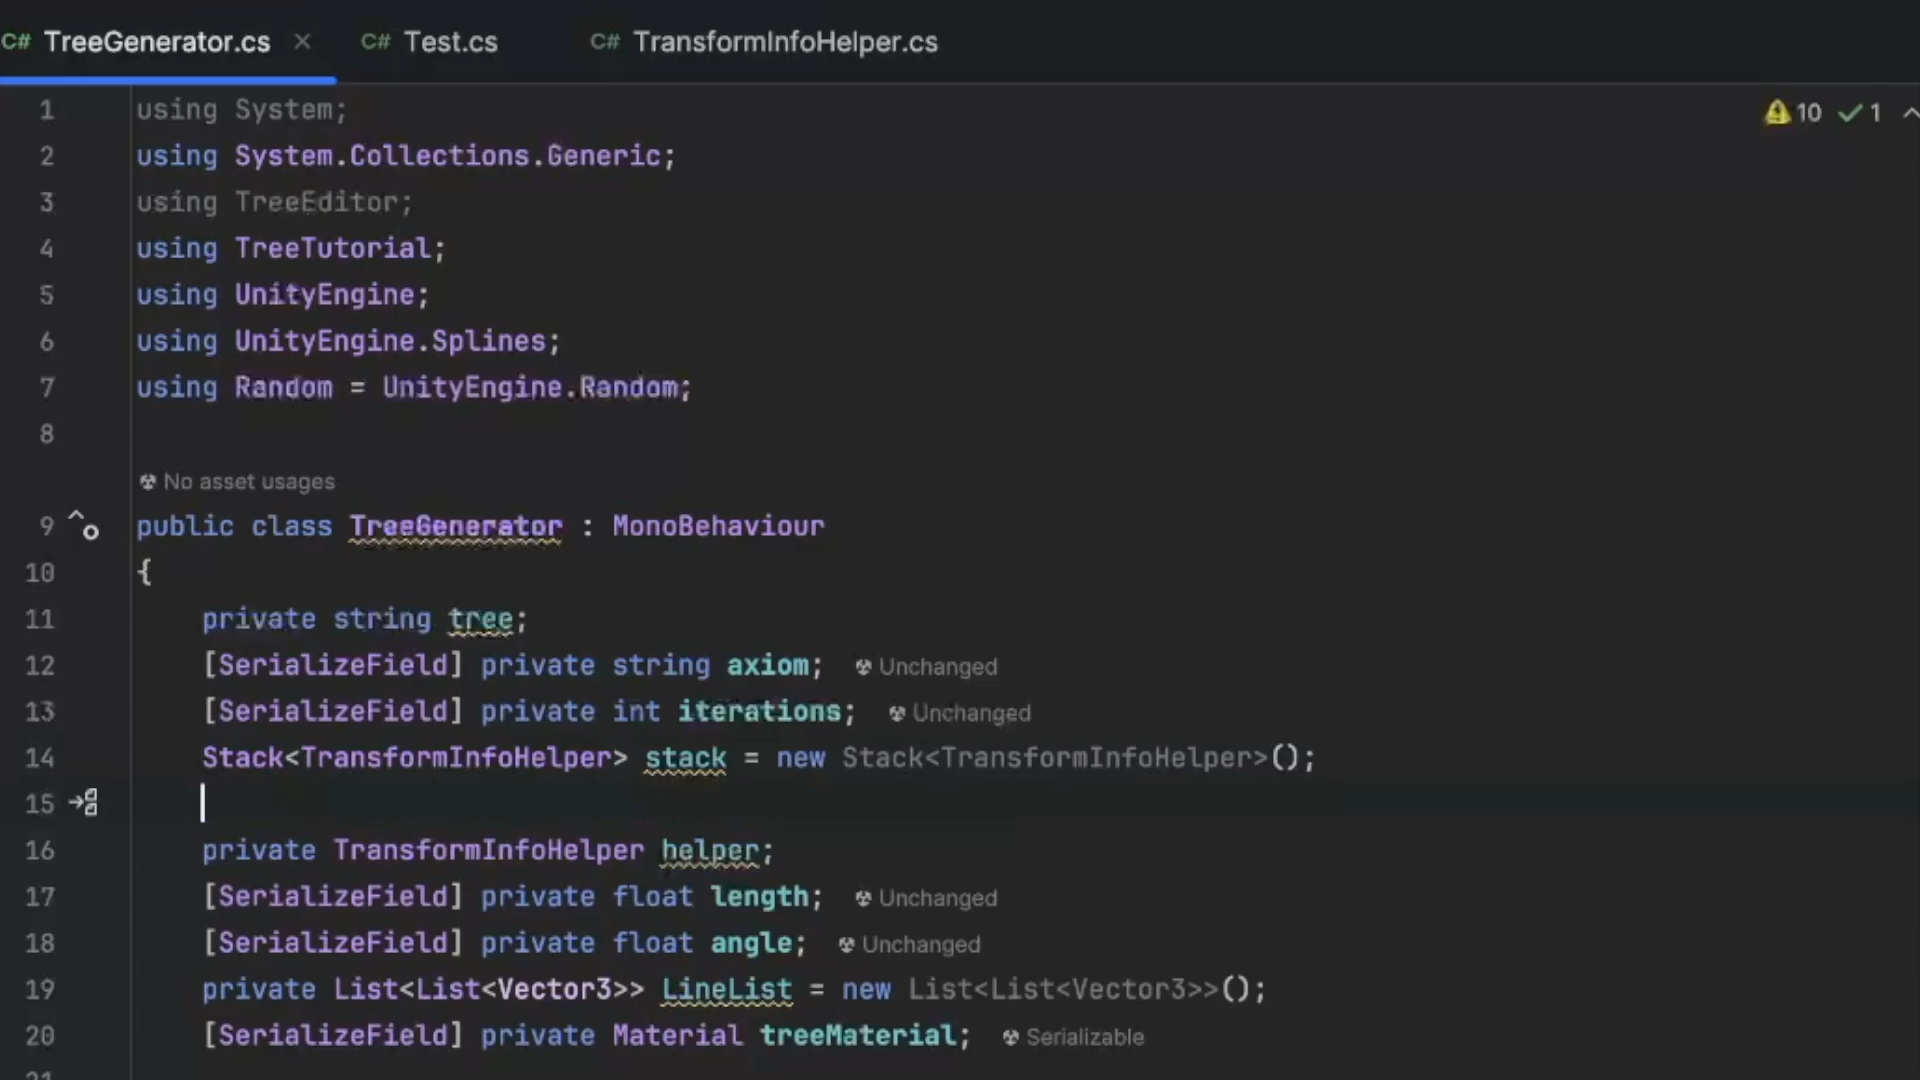 C# TreeGenerator.cs × C# Test.cs C# TransformInfoHelper.cs
1 using System; 10 1
2 using System.Collections.Generic;
3 using TreeEditor;
4 using TreeTutorial;
5 using UnityEngine;
6 using UnityEngine.Splines;
7 using Random = UnityEngine.Random;
8
No asset usages
9 public class TreeGenerator : MonoBehaviour
10 {
11 private string tree;
12 [SerializeField] private string axiom; Unchanged
13 [SerializeField] private int iterations; Unchanged
14 Stack<TransformInfoHelper> stack = new Stack<TransformInfoHelper>();
15
16 private TransformInfoHelper helper;
17 [SerializeField] private float length; Unchanged
18 [SerializeField] private float angle; Unchanged
19 private List<List<Vector3>> LineList = new List<List<Vector3>>();
20 [SerializeField] private Material treeMaterial; Serializable
21